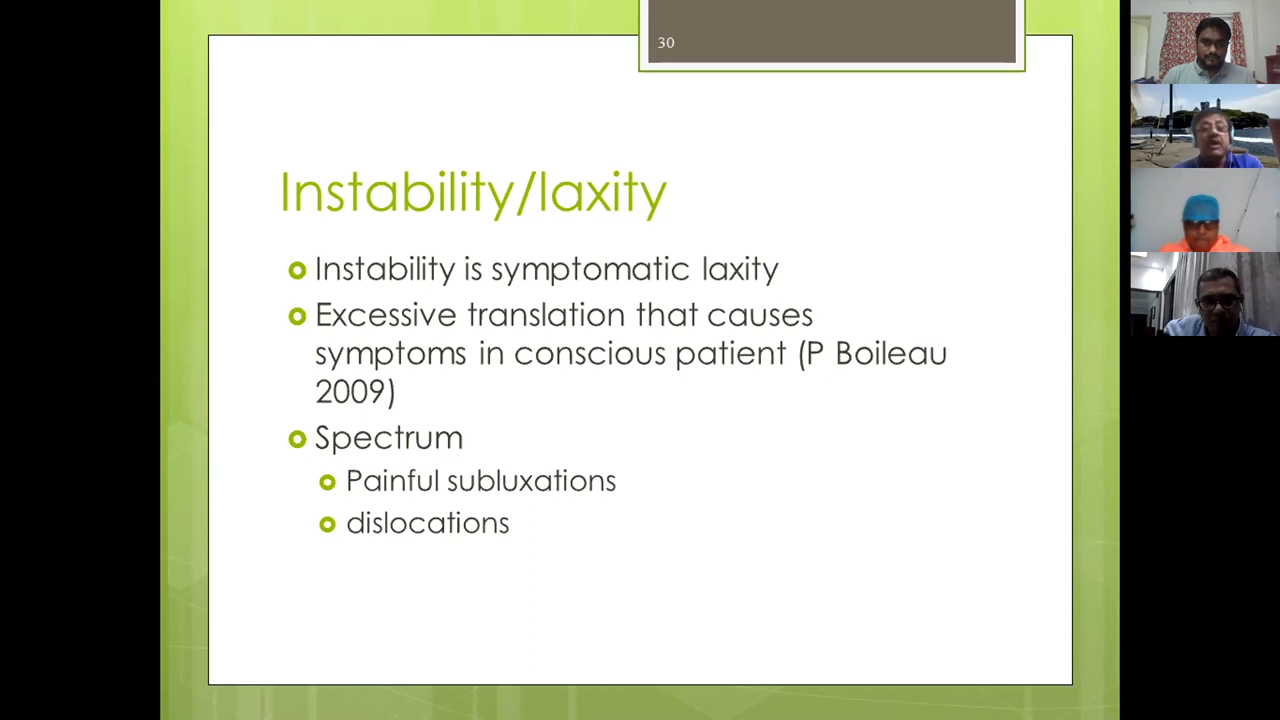 30
Instability/laxity
Instability is symptomatic laxity
Excessive translation that causes
symptoms in conscious patient (P Boileau
2009)
Spectrum
Painful subluxations
dislocations